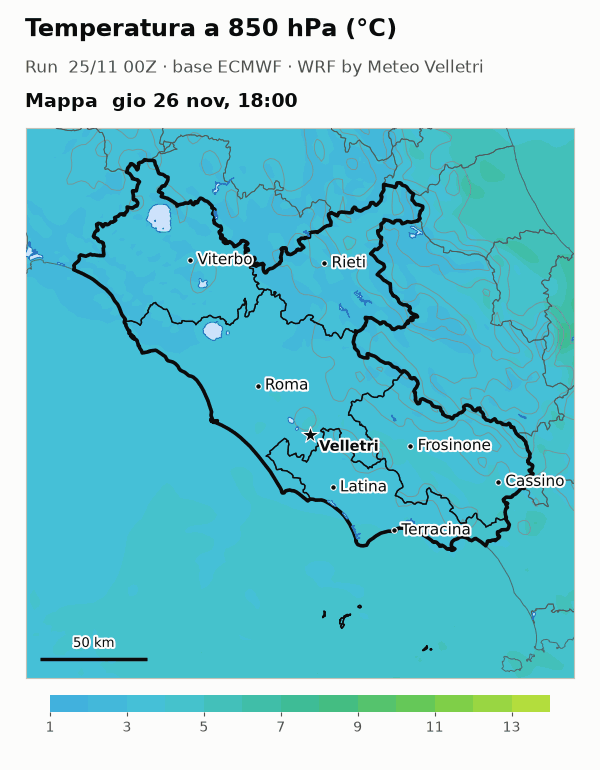 Temperatura a 850 hPa (°C)
Run  25/11 00Z · base ECMWF · WRF by Meteo Velletri
Mappa  gio 26 nov, 18:00
Viterbo
Rieti
Roma
Velletri
Frosinone
Cassino
Latina
Terracina
50 km
1 3 5 7 9 11 13